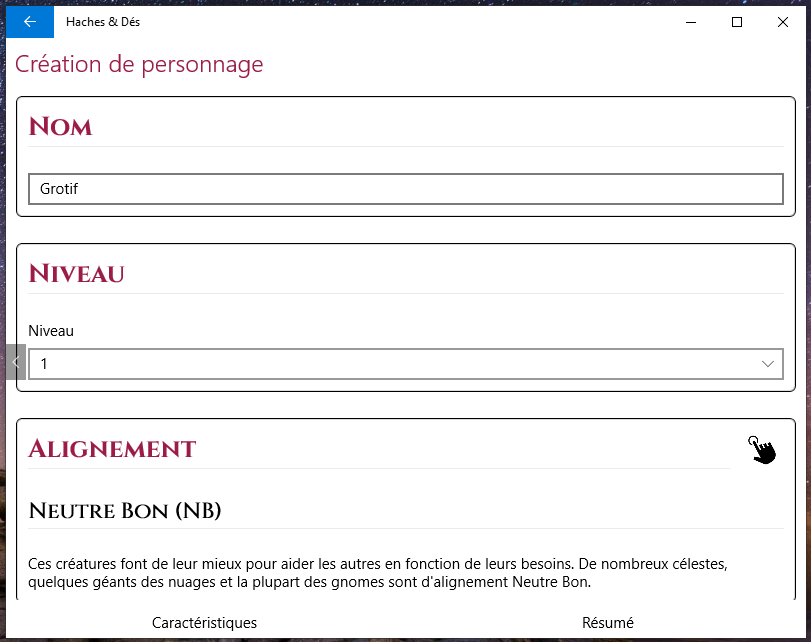 Haches & Dés
Création de personnage
Nom
Grotif
Niveau
Niveau
1
Alignement
Neutre Bon (NB)
Ces créatures font de leur mieux pour aider les autres en fonction de leurs besoins. De nombreux célestes,
quelques géants des nuages et la plupart des gnomes sont d'alignement Neutre Bon.
Caractéristiques Résumé